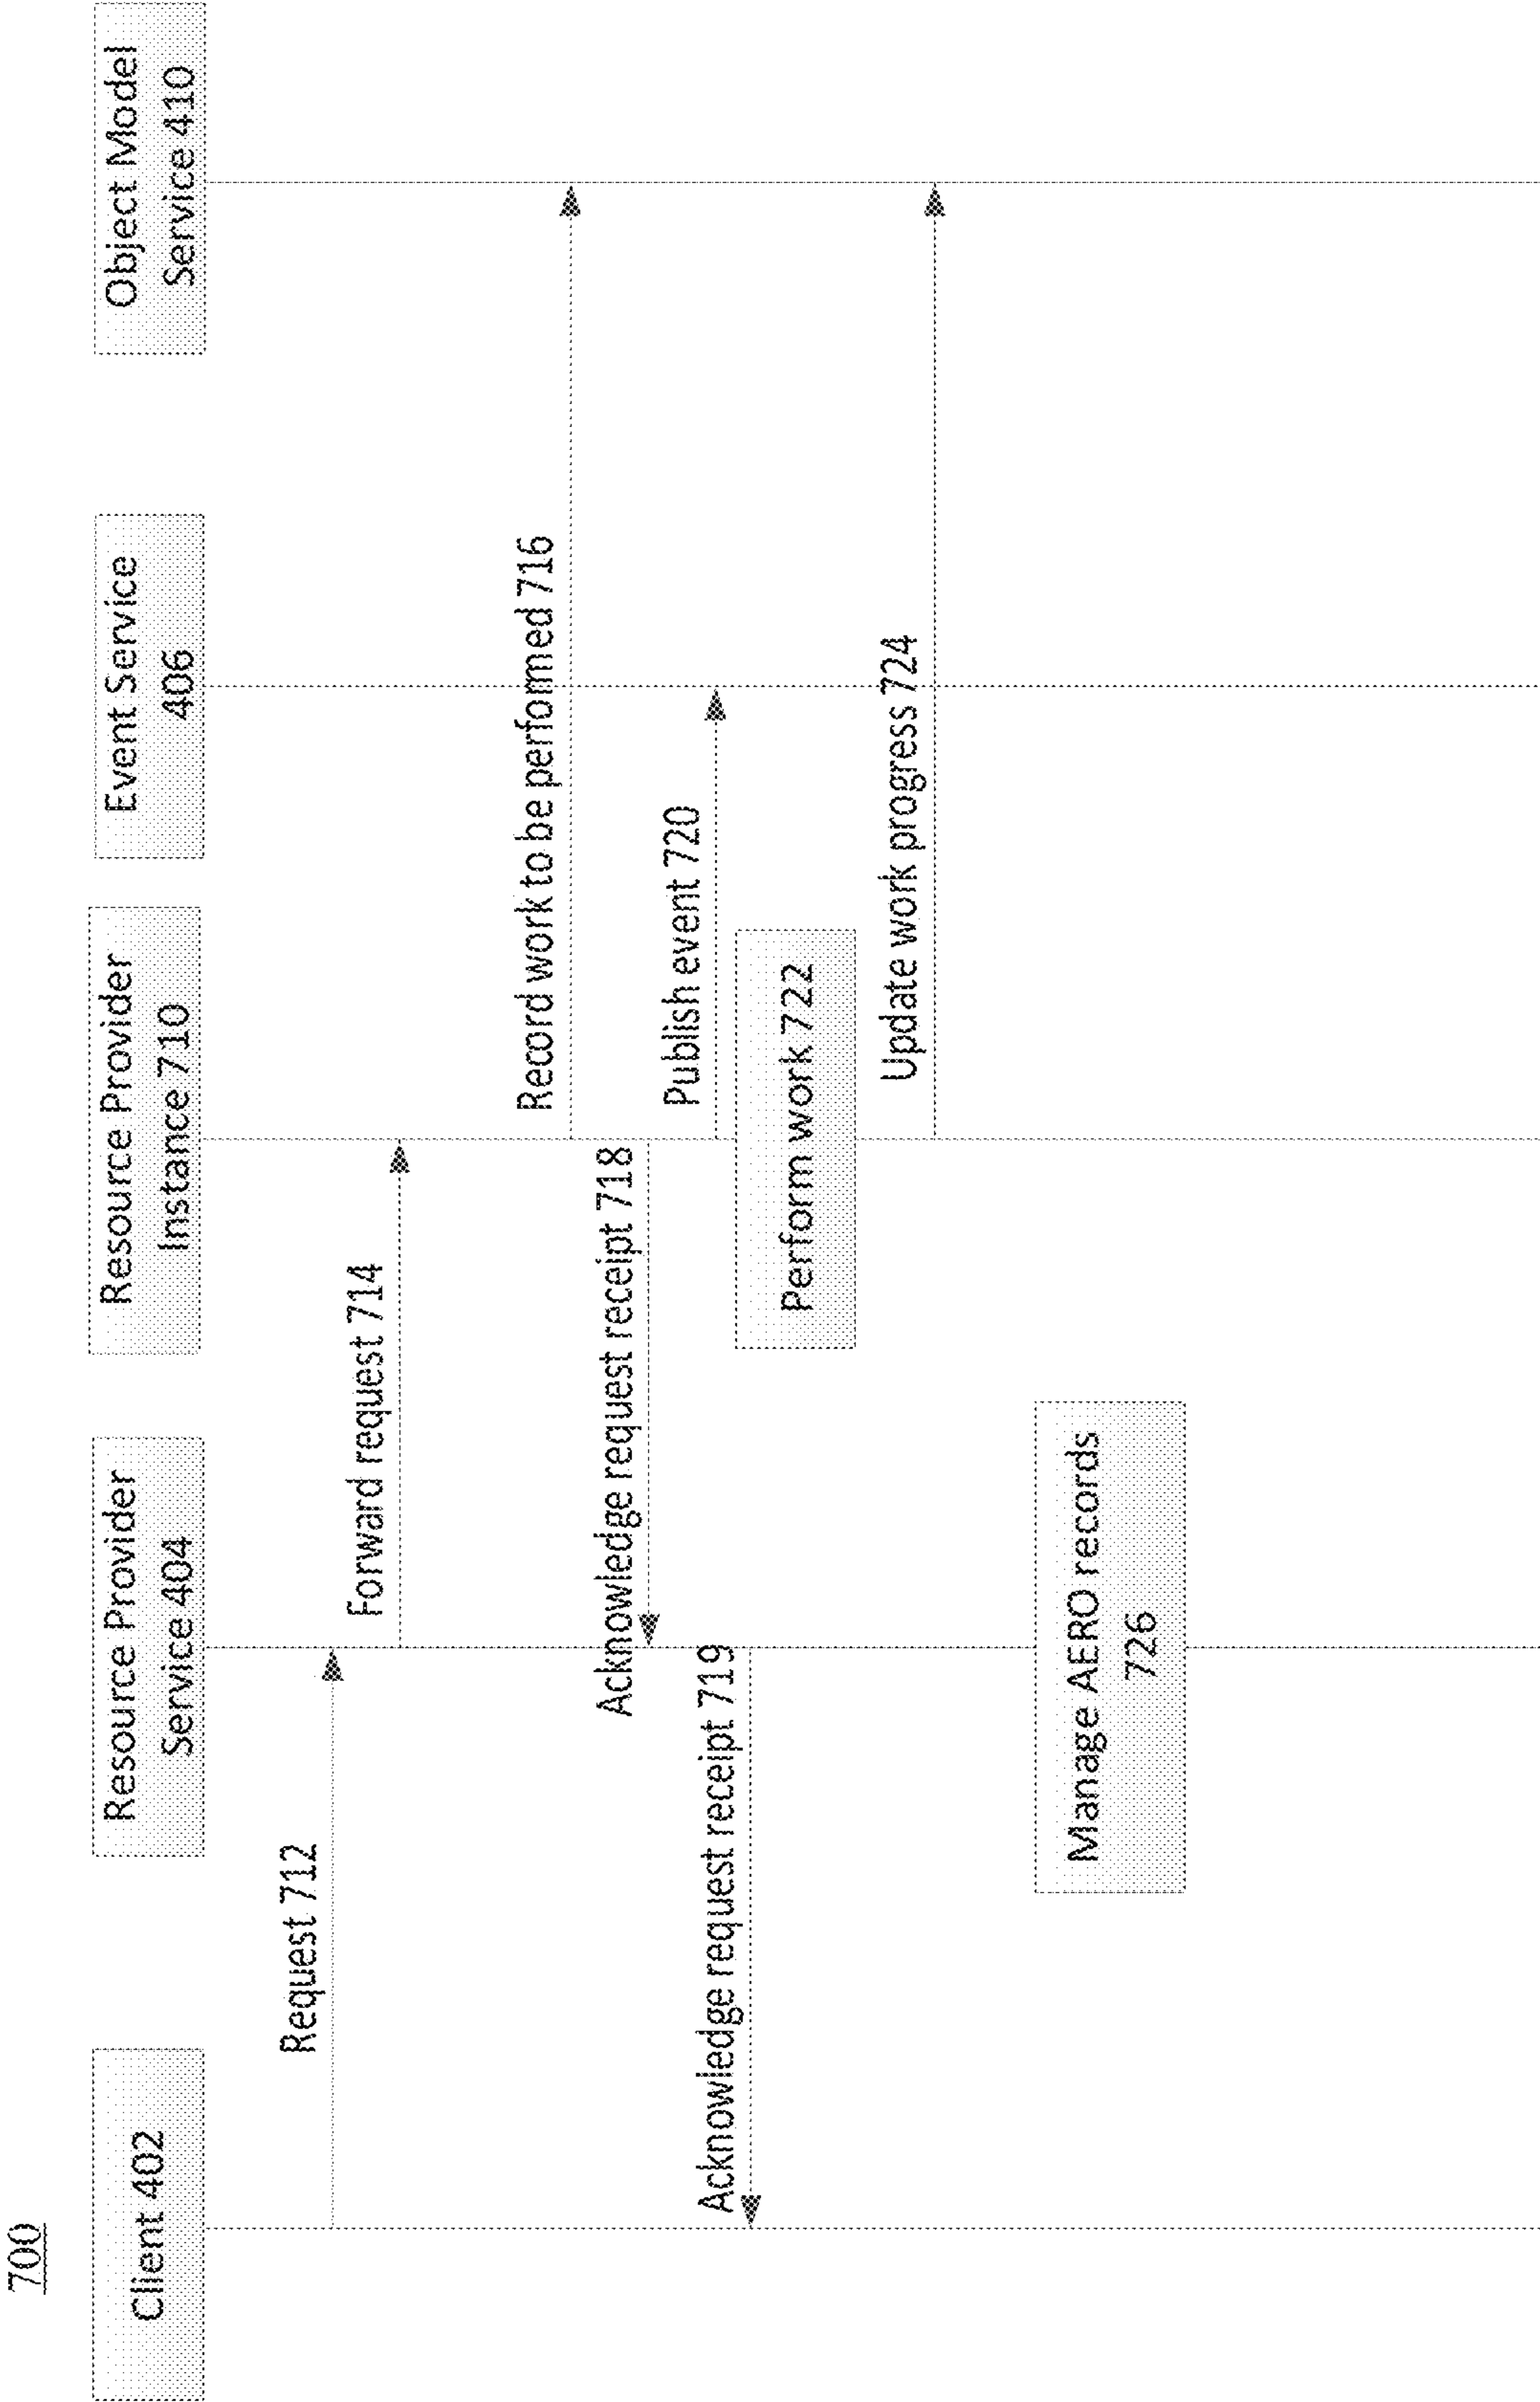 700
Client 402
Resource Provider
Service 404
Resource Provider
Instance 710
Event Service
406
Object Model
Service 410
Request 712
Forward request 714
Record work to be performed 716
Acknowledge request receipt 718
Publish event 720
Acknowledge request receipt 719
Perform work 722
Update work progress 724
Manage AERO records
726